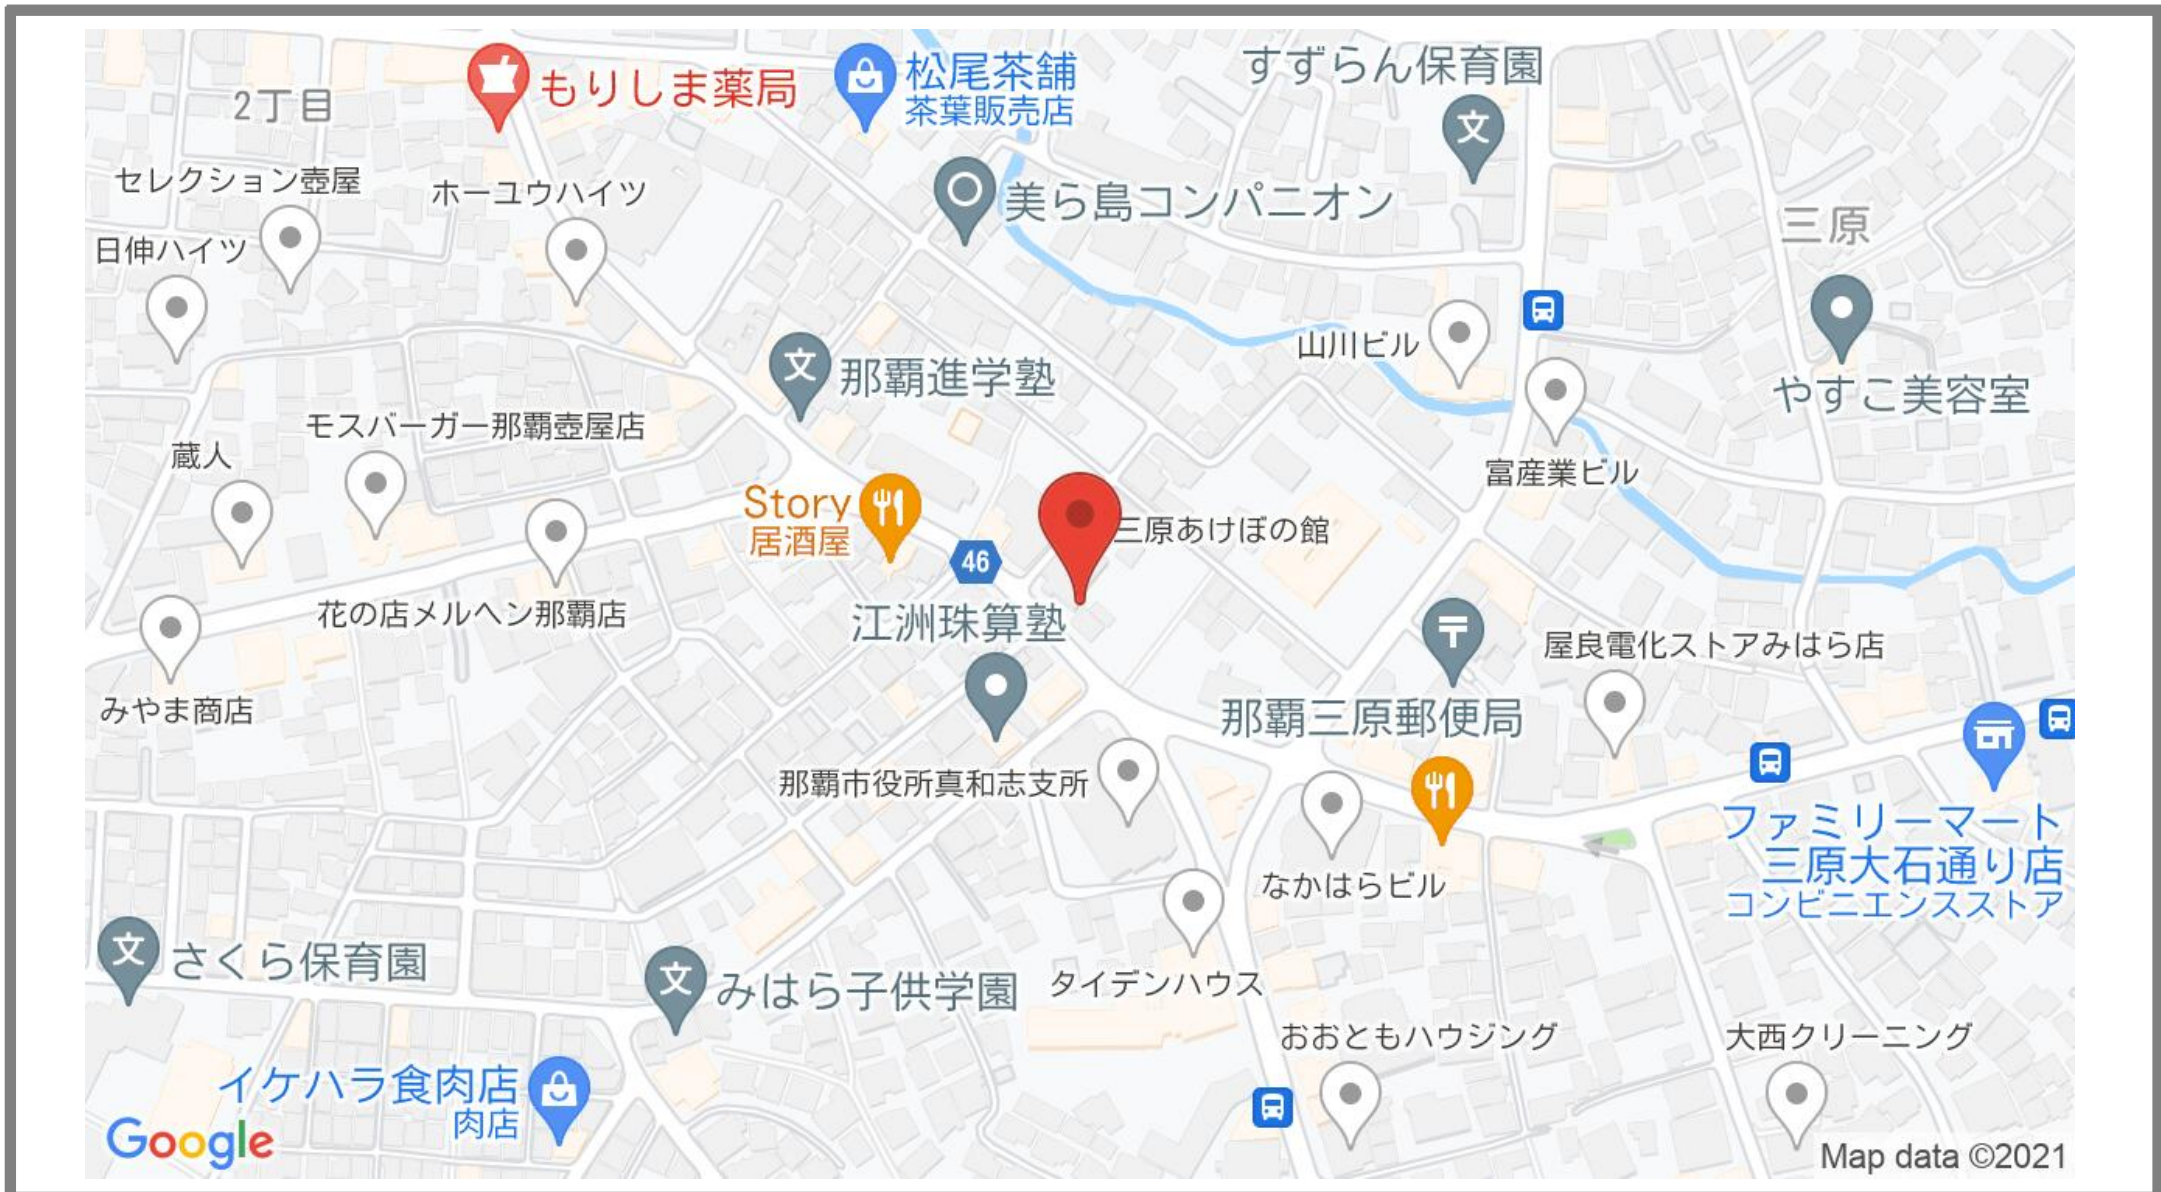 もりしま薬局
松尾茶舗
茶葉販売店
すずらん保育園
2丁目
セレクション壺屋
ホーユウハイツ
美ら島コンパニオン
三原
日伸ハイツ
山川ビル
那覇進学塾
やすこ美容室
モスバーガー那覇壺屋店
蔵人
富産業ビル
Story
居酒屋
三原あけぼの館
46
花の店メルヘン那覇店
江洲珠算塾
屋良電化ストアみはら店
みやま商店
那覇三原郵便局
那覇市役所真和志支所
ファミリーマート
三原大石通り店
コンビニエンスストア
なかはらビル
さくら保育園
みはら子供学園
タイデンハウス
おおともハウジング
大西クリーニング
イケハラ食肉店
肉店
Google
Map data ©2021